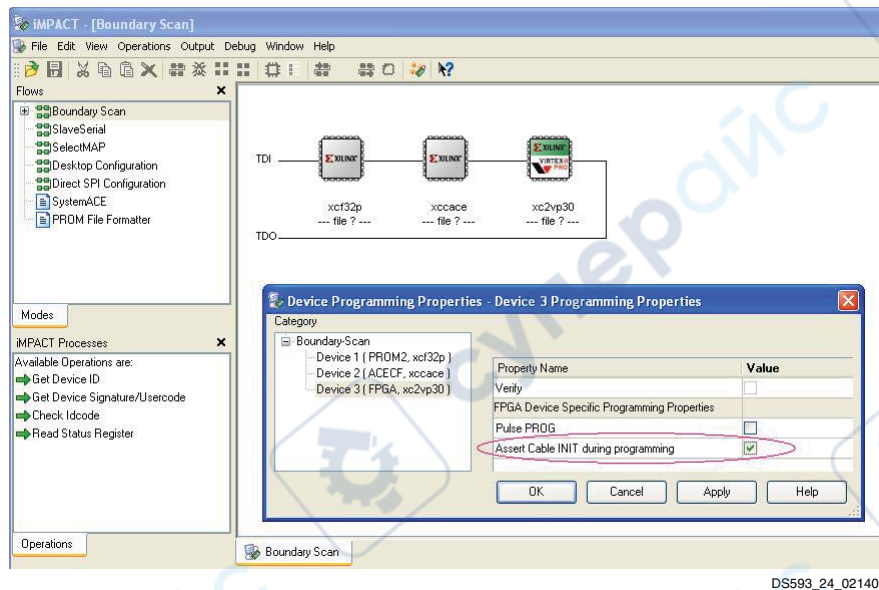 iMPACT - [Boundary Scan]
File Edit View Operations Output Debug Window Help
Flows
Boundary Scan
SlaveSerial
SelectMAP
Desktop Configuration
Direct SPI Configuration
SystemACE
PROM File Formatter
Modes
iMPACT Processes
Available Operations are:
Get Device ID
Get Device Signature/Usercode
Check Idcode
Read Status Register
Operations
TDI
XILINX XILINX XILINX
VIRTEX-II
PRO
xcf32p xccace xc2vp30
--- file ? --- --- file ? --- --- file ? ---
TDO
Device Programming Properties - Device 3 Programming Properties
Category
Boundary-Scan
Device 1 ( PROM2, xcf32p )
Device 2 ( ACECF, xccace )
Device 3 ( FPGA, xc2vp30 )
Property Name Value
Verify
FPGA Device Specific Programming Properties
Pulse PROG
Assert Cable INIT during programming
OK Cancel Apply Help
Boundary Scan
DS593_24_02140
супер
айс